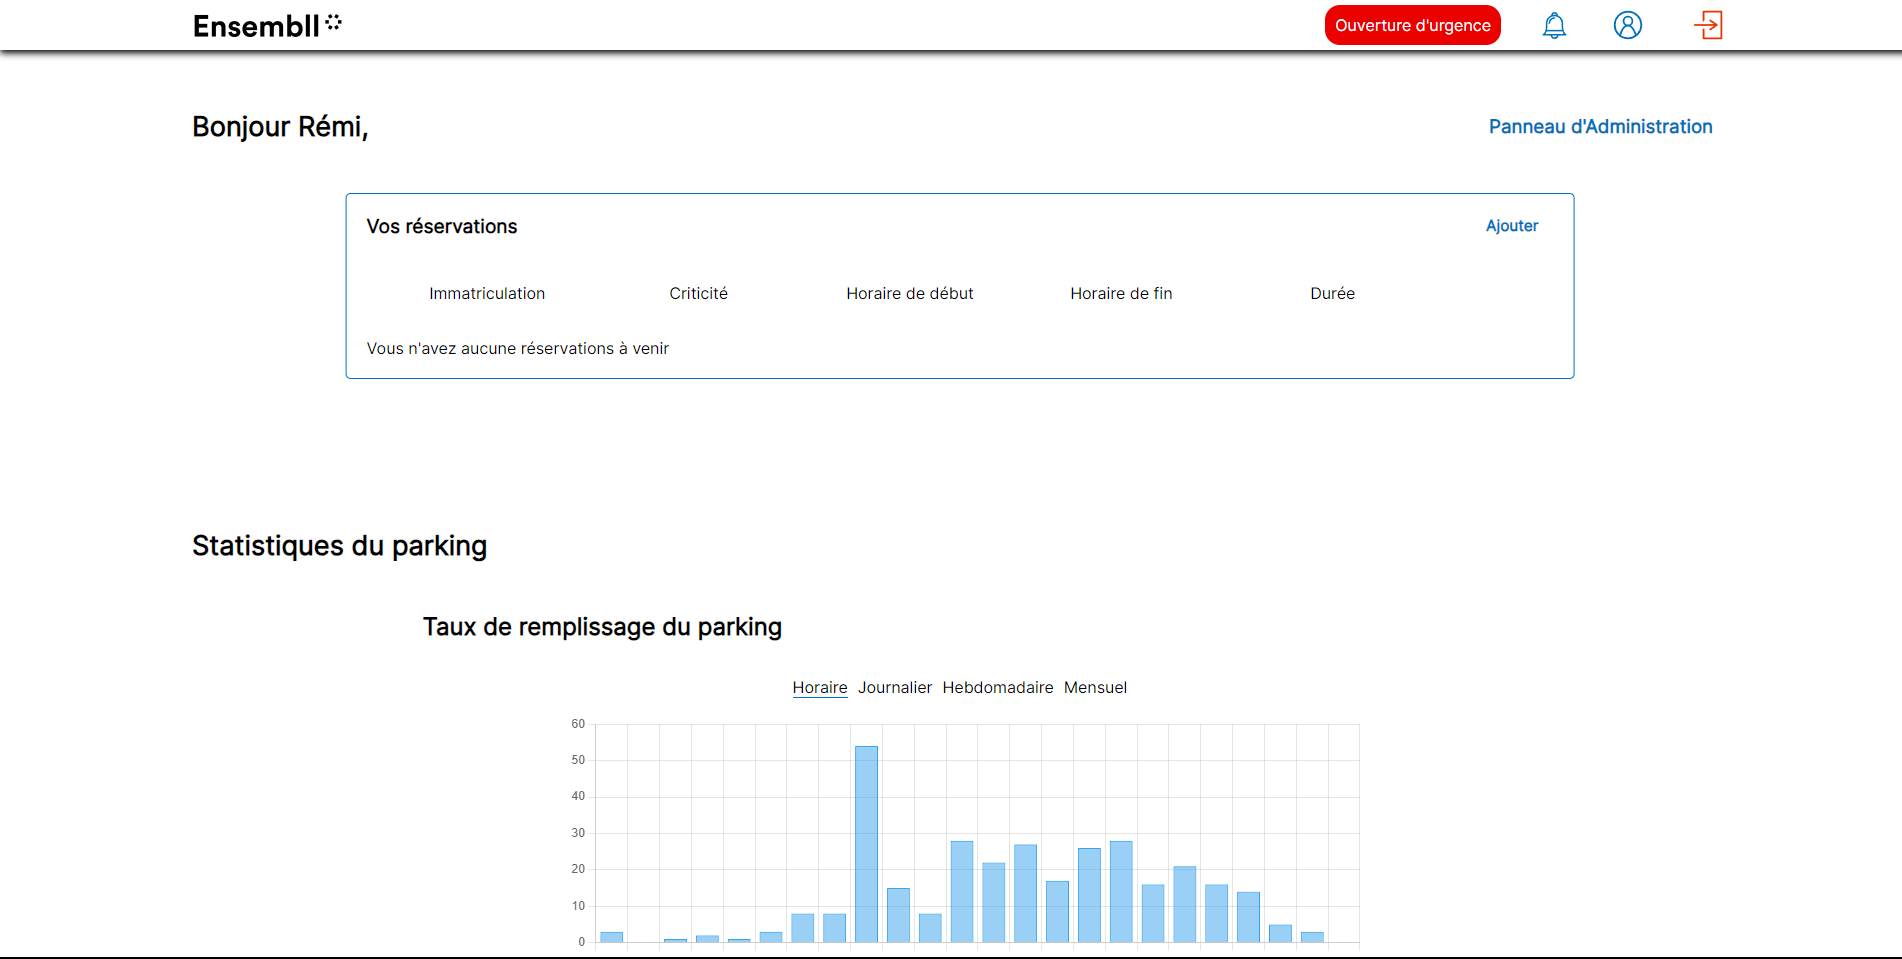 Ensembll
Ouverture d'urgence
Bonjour Rémi,
Panneau d'Administration
Vos réservations
Ajouter
Immatriculation Criticité Horaire de début Horaire de fin Durée
Vous n'avez aucune réservations à venir
Statistiques du parking
Taux de remplissage du parking
Horaire Journalier Hebdomadaire Mensuel
60
50
40
30
20
10
0